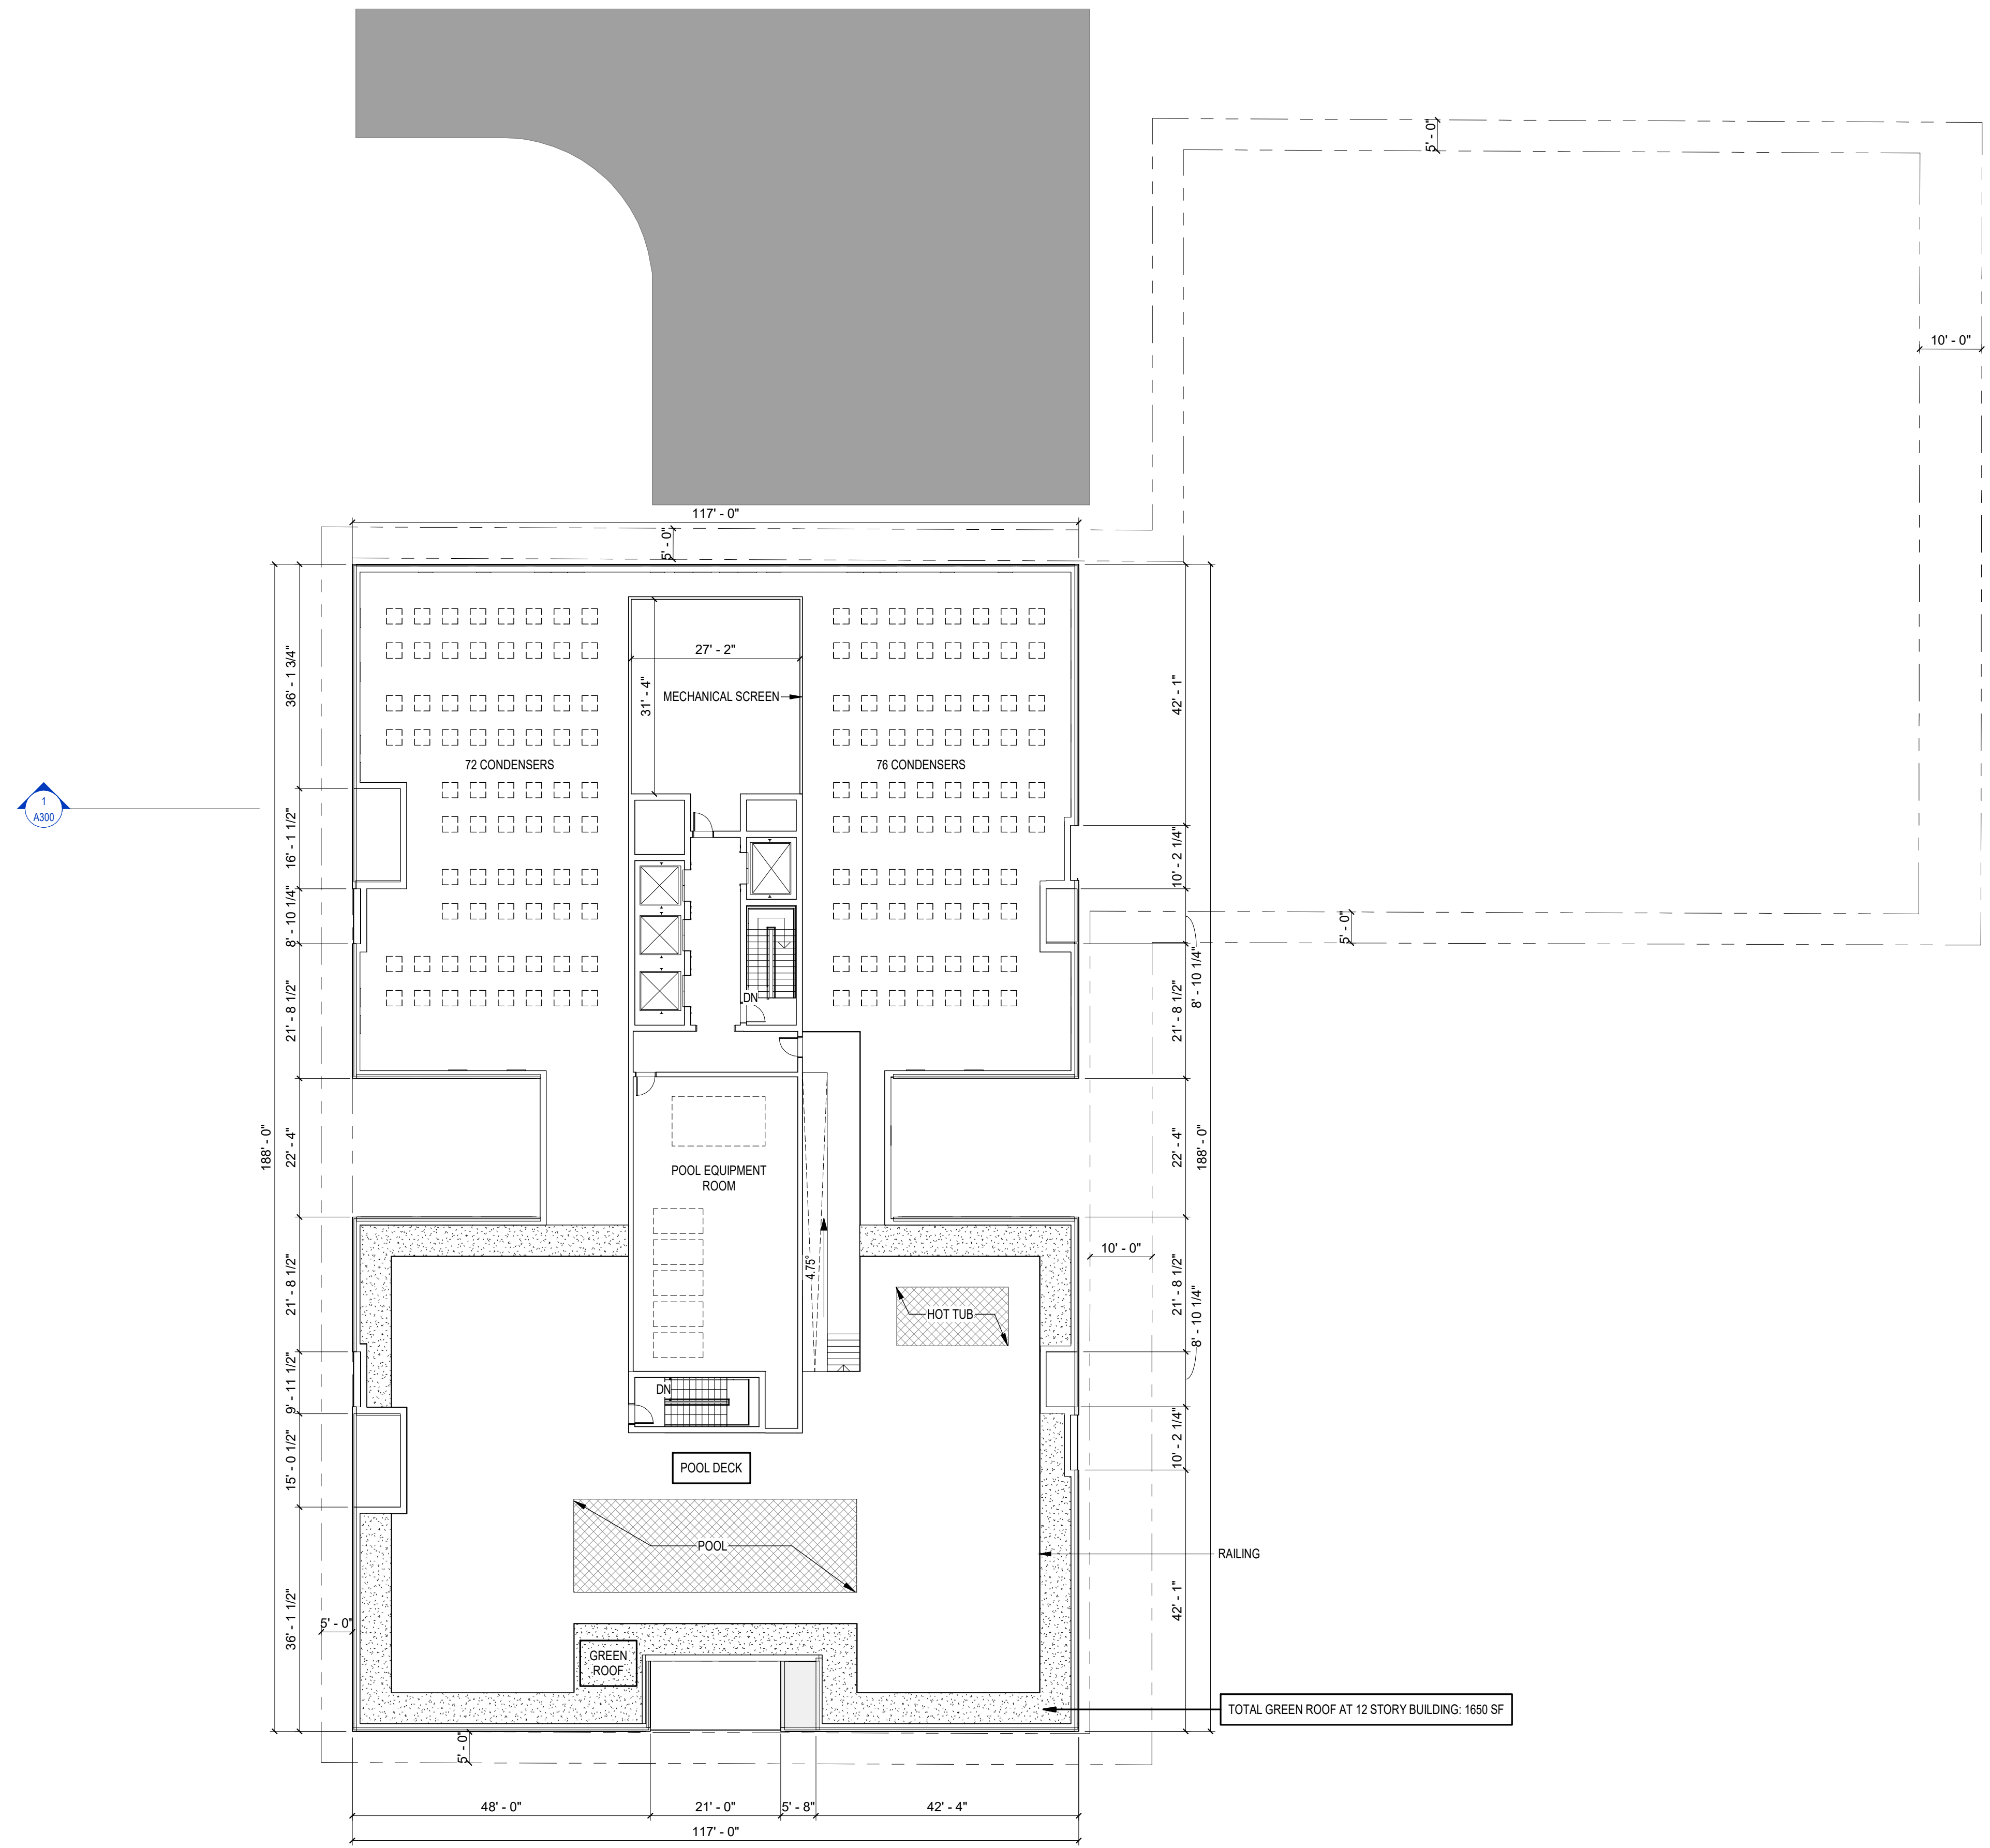 5' - 0"
10' - 0"
117' - 0"
5' - 0"
27' - 2"
31' - 4"
MECHANICAL SCREEN
36' - 1 3/4"
42' - 1"
72 CONDENSERS
76 CONDENSERS
1
A300
16' - 1 1/2"
10' - 2 1/4"
8' - 10 1/4"
5' - 0"
8' - 10 1/4"
DN
21' - 8 1/2"
21' - 8 1/2"
188' - 0"
22' - 4"
22' - 4"
188' - 0"
POOL EQUIPMENT
ROOM
10' - 0"
4.75°
21' - 8 1/2"
21' - 8 1/2"
HOT TUB
8' - 10 1/4"
9' - 11 1/2"
DN
10' - 2 1/4"
15' - 0 1/2"
POOL DECK
POOL
RAILING
36' - 1 1/2"
42' - 1"
5' - 0"
GREEN
ROOF
TOTAL GREEN ROOF AT 12 STORY BUILDING: 1650 SF
5' - 0"
48' - 0"
21' - 0"
5' - 8"
42' - 4"
117' - 0"